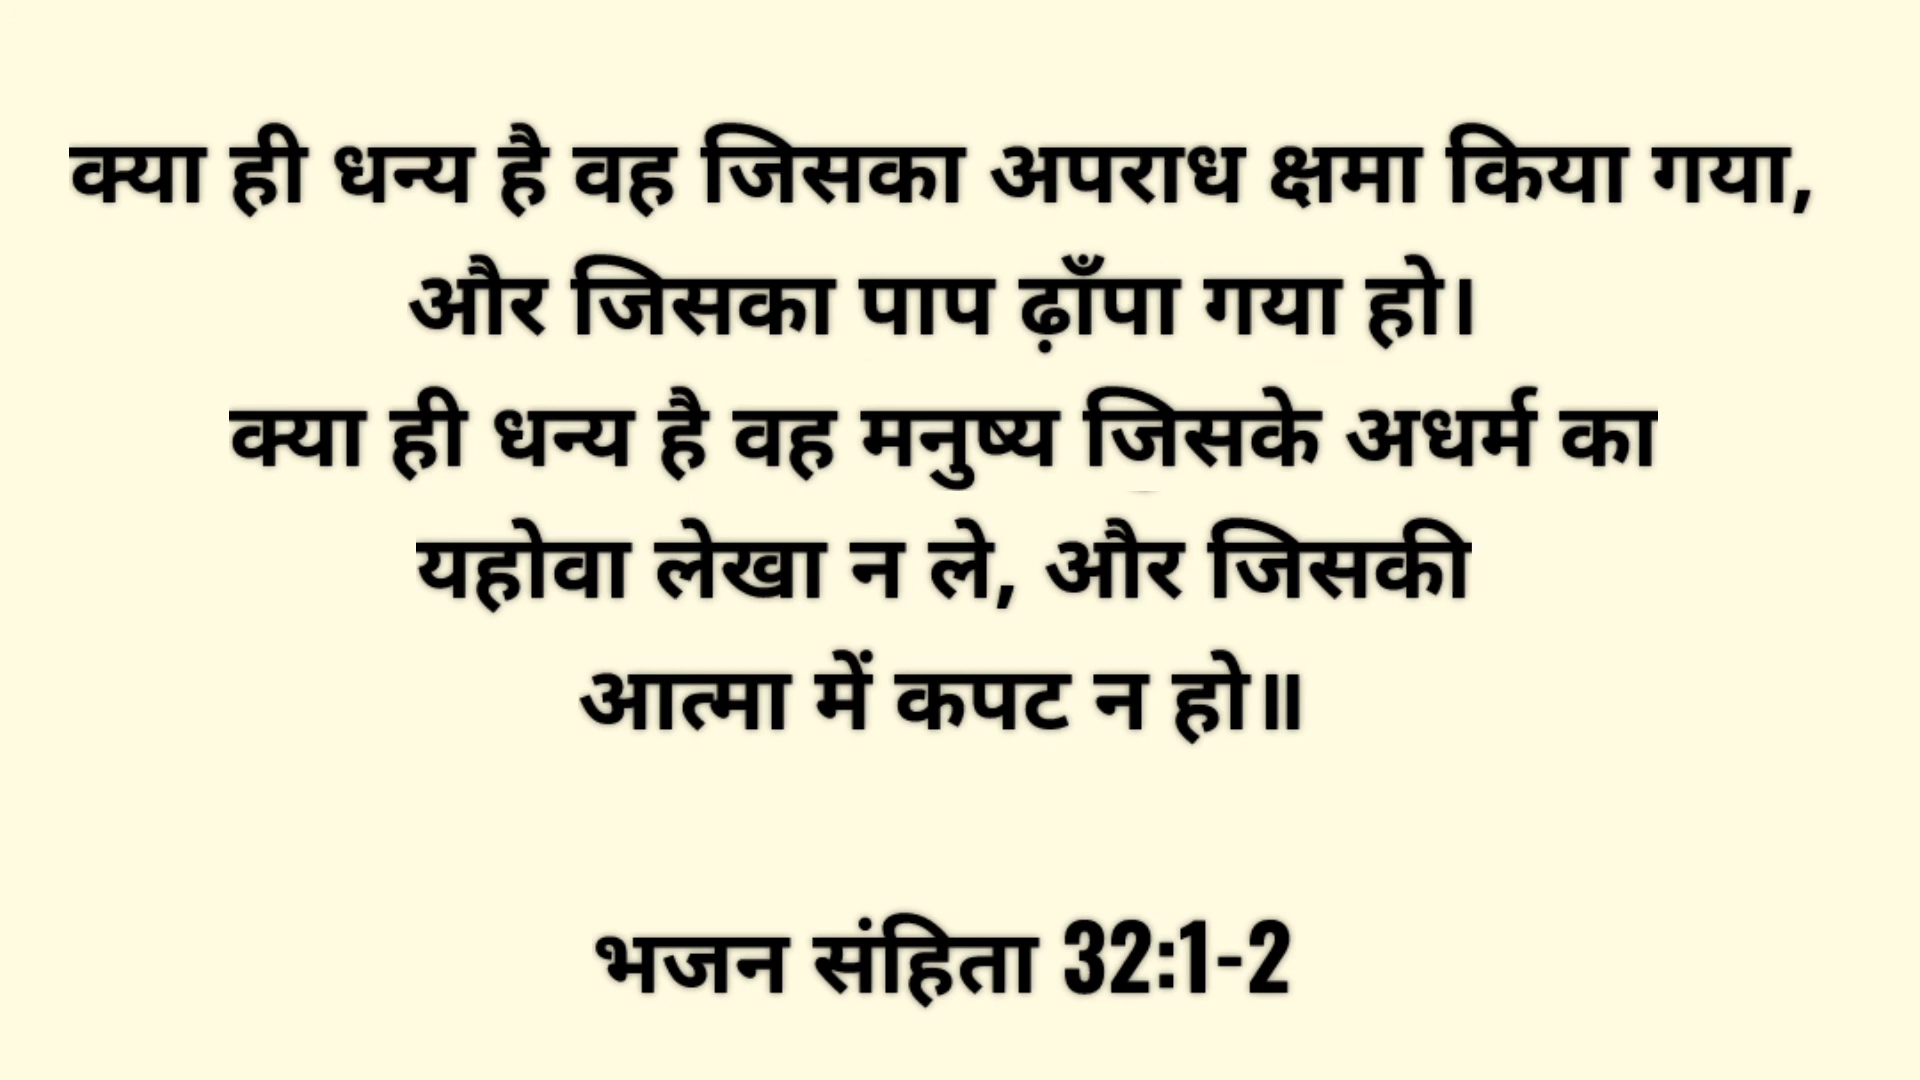 क्या ही धन्य है वह जिसका अपराध क्षमा किया गया,
और जिसका पाप ढ़ाँपा गया हो।
क्या ही धन्य है वह मनुष्य जिसके अधर्म का
यहोवा लेखा न ले, और जिसकी
आत्मा में कपट न हो॥
भजन संहिता 32:1-2